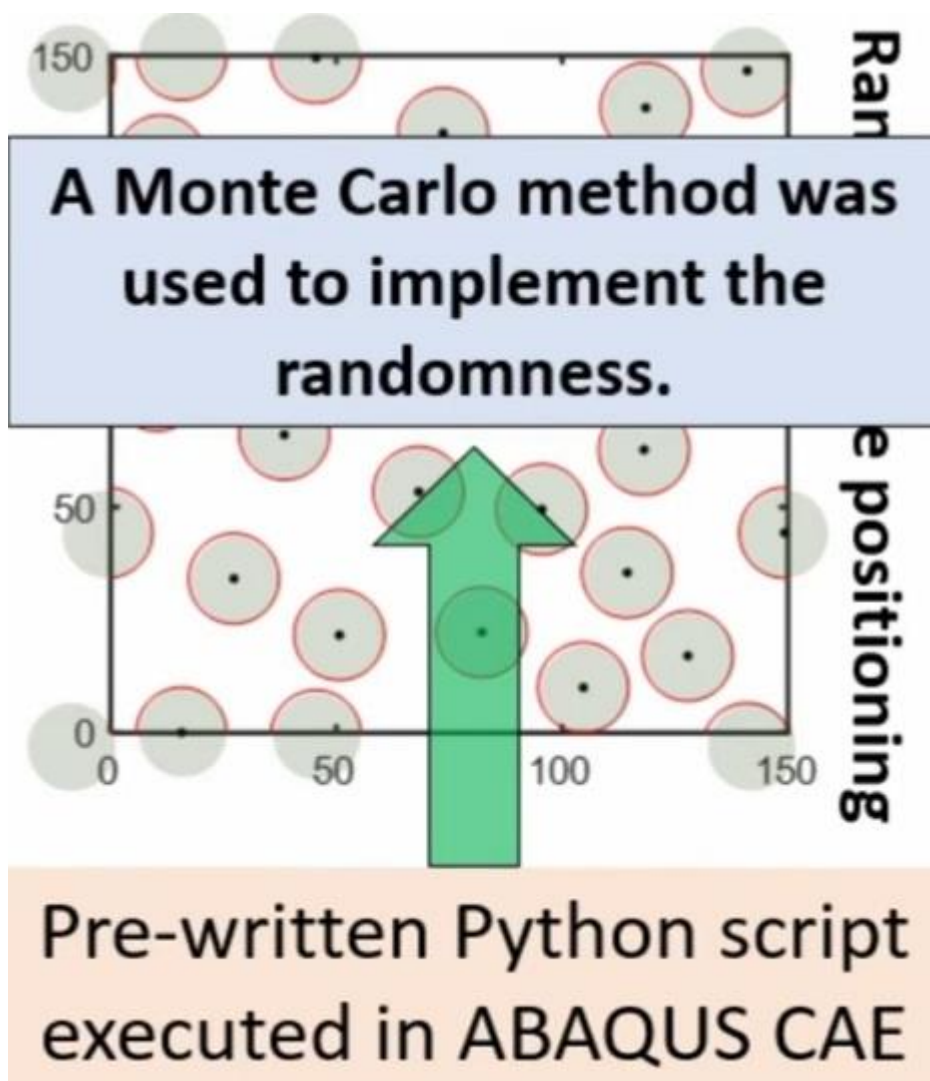 150
Ran
A Monte Carlo method was
used to implement the
randomness.
e positioning
50
0
0 50 100 150
Pre-written Python script
executed in ABAQUS CAE